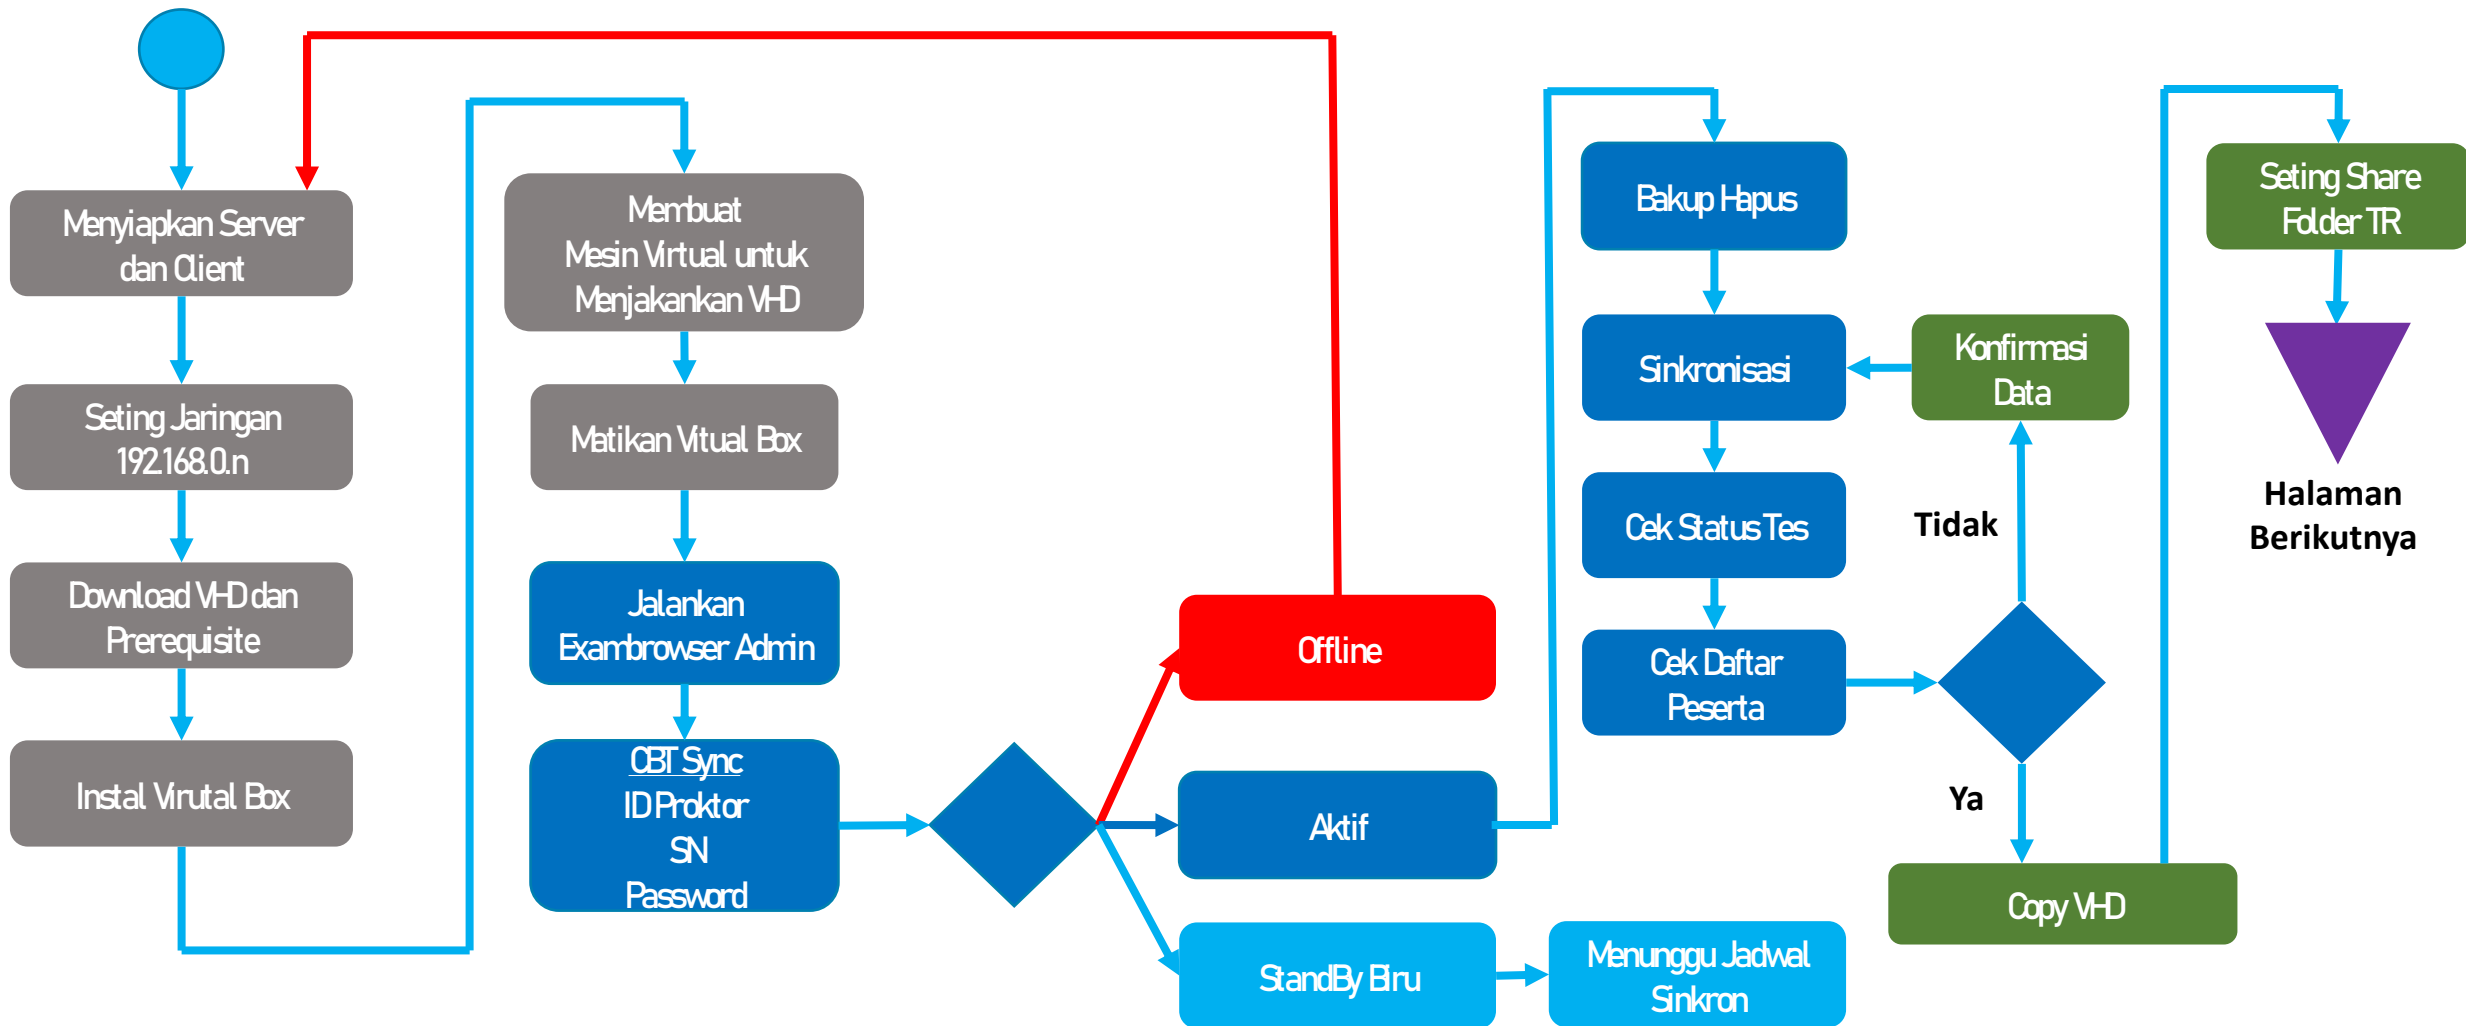 Menyiapkan Server
dan Client
Seting Jaringan
192.168.0.n
Download VHD dan
Prerequisite
Instal Virutal Box
Membuat
Mesin Virtual untuk
Menjakankan VHD
Matikan Vitual Box
Jalankan
Exambrowser Admin
CBT Sync
ID Proktor
SN
Password
Offline
Aktif
StandBy Biru
Menunggu Jadwal
Sinkron
Bakup Hapus
Sinkronisasi
Cek Status Tes
Cek Daftar
Peserta
Konfirmasi
Data
Tidak
Ya
Copy VHD
Seting Share
Folder TR
Halaman
Berikutnya